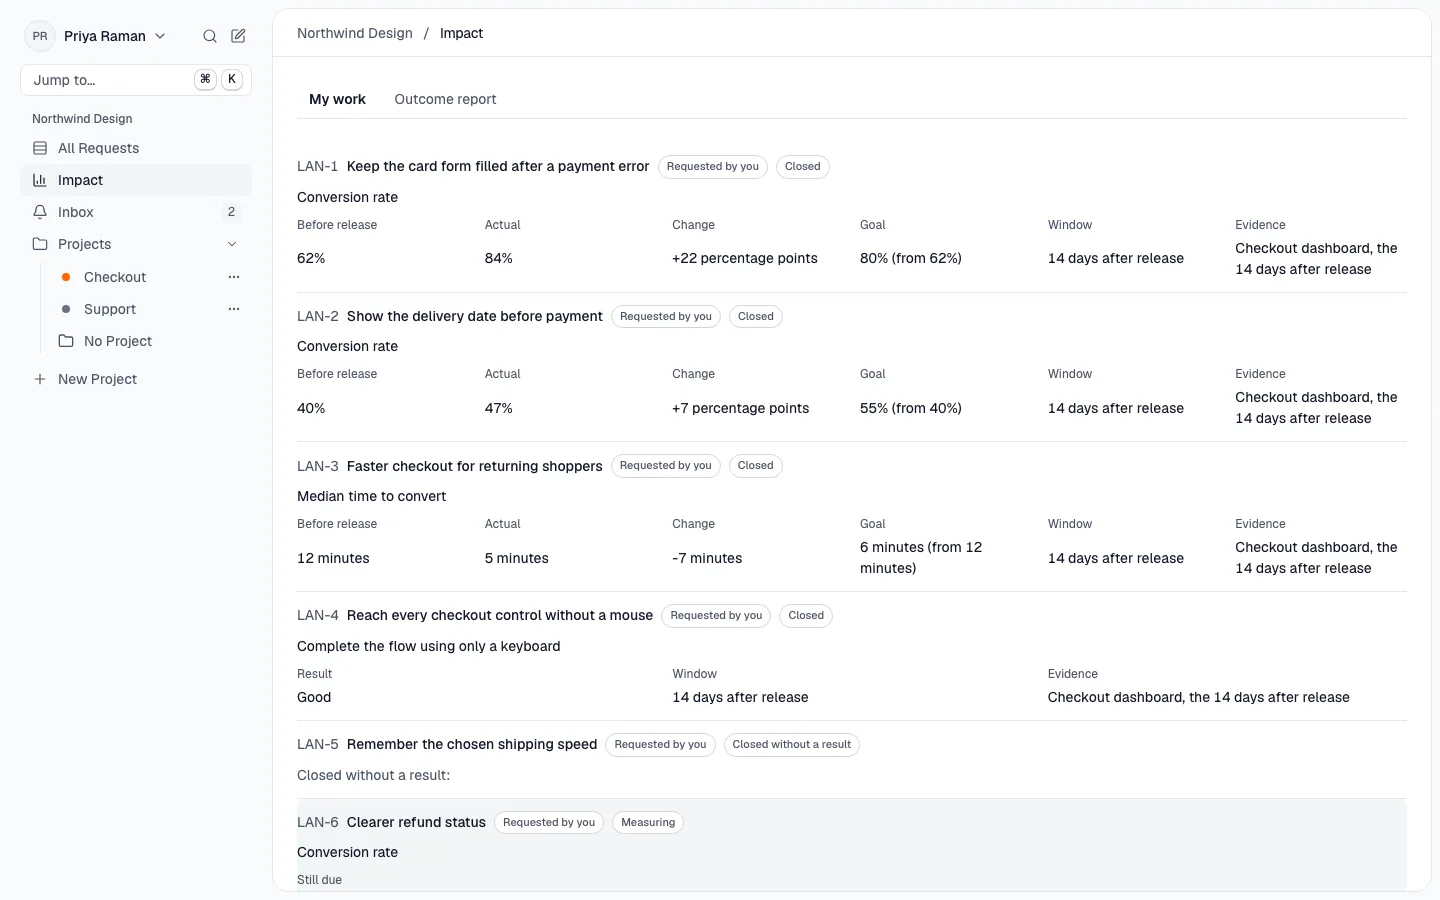 PR Priya Raman
Jump to... ⌘ K
Northwind Design
All Requests
Impact
Inbox 2
Projects
Checkout
Support
No Project
New Project
Northwind Design / Impact
My work Outcome report
LAN-1 Keep the card form filled after a payment error Requested by you Closed
Conversion rate
Before release Actual Change Goal Window Evidence
62% 84% +22 percentage points 80% (from 62%) 14 days after release Checkout dashboard, the
14 days after release
LAN-2 Show the delivery date before payment Requested by you Closed
Conversion rate
Before release Actual Change Goal Window Evidence
40% 47% +7 percentage points 55% (from 40%) 14 days after release Checkout dashboard, the
14 days after release
LAN-3 Faster checkout for returning shoppers Requested by you Closed
Median time to convert
Before release Actual Change Goal Window Evidence
12 minutes 5 minutes -7 minutes 6 minutes (from 12 14 days after release Checkout dashboard, the
minutes) 14 days after release
LAN-4 Reach every checkout control without a mouse Requested by you Closed
Complete the flow using only a keyboard
Result Window Evidence
Good 14 days after release Checkout dashboard, the 14 days after release
LAN-5 Remember the chosen shipping speed Requested by you Closed without a result
Closed without a result:
LAN-6 Clearer refund status Requested by you Measuring
Conversion rate
Still due